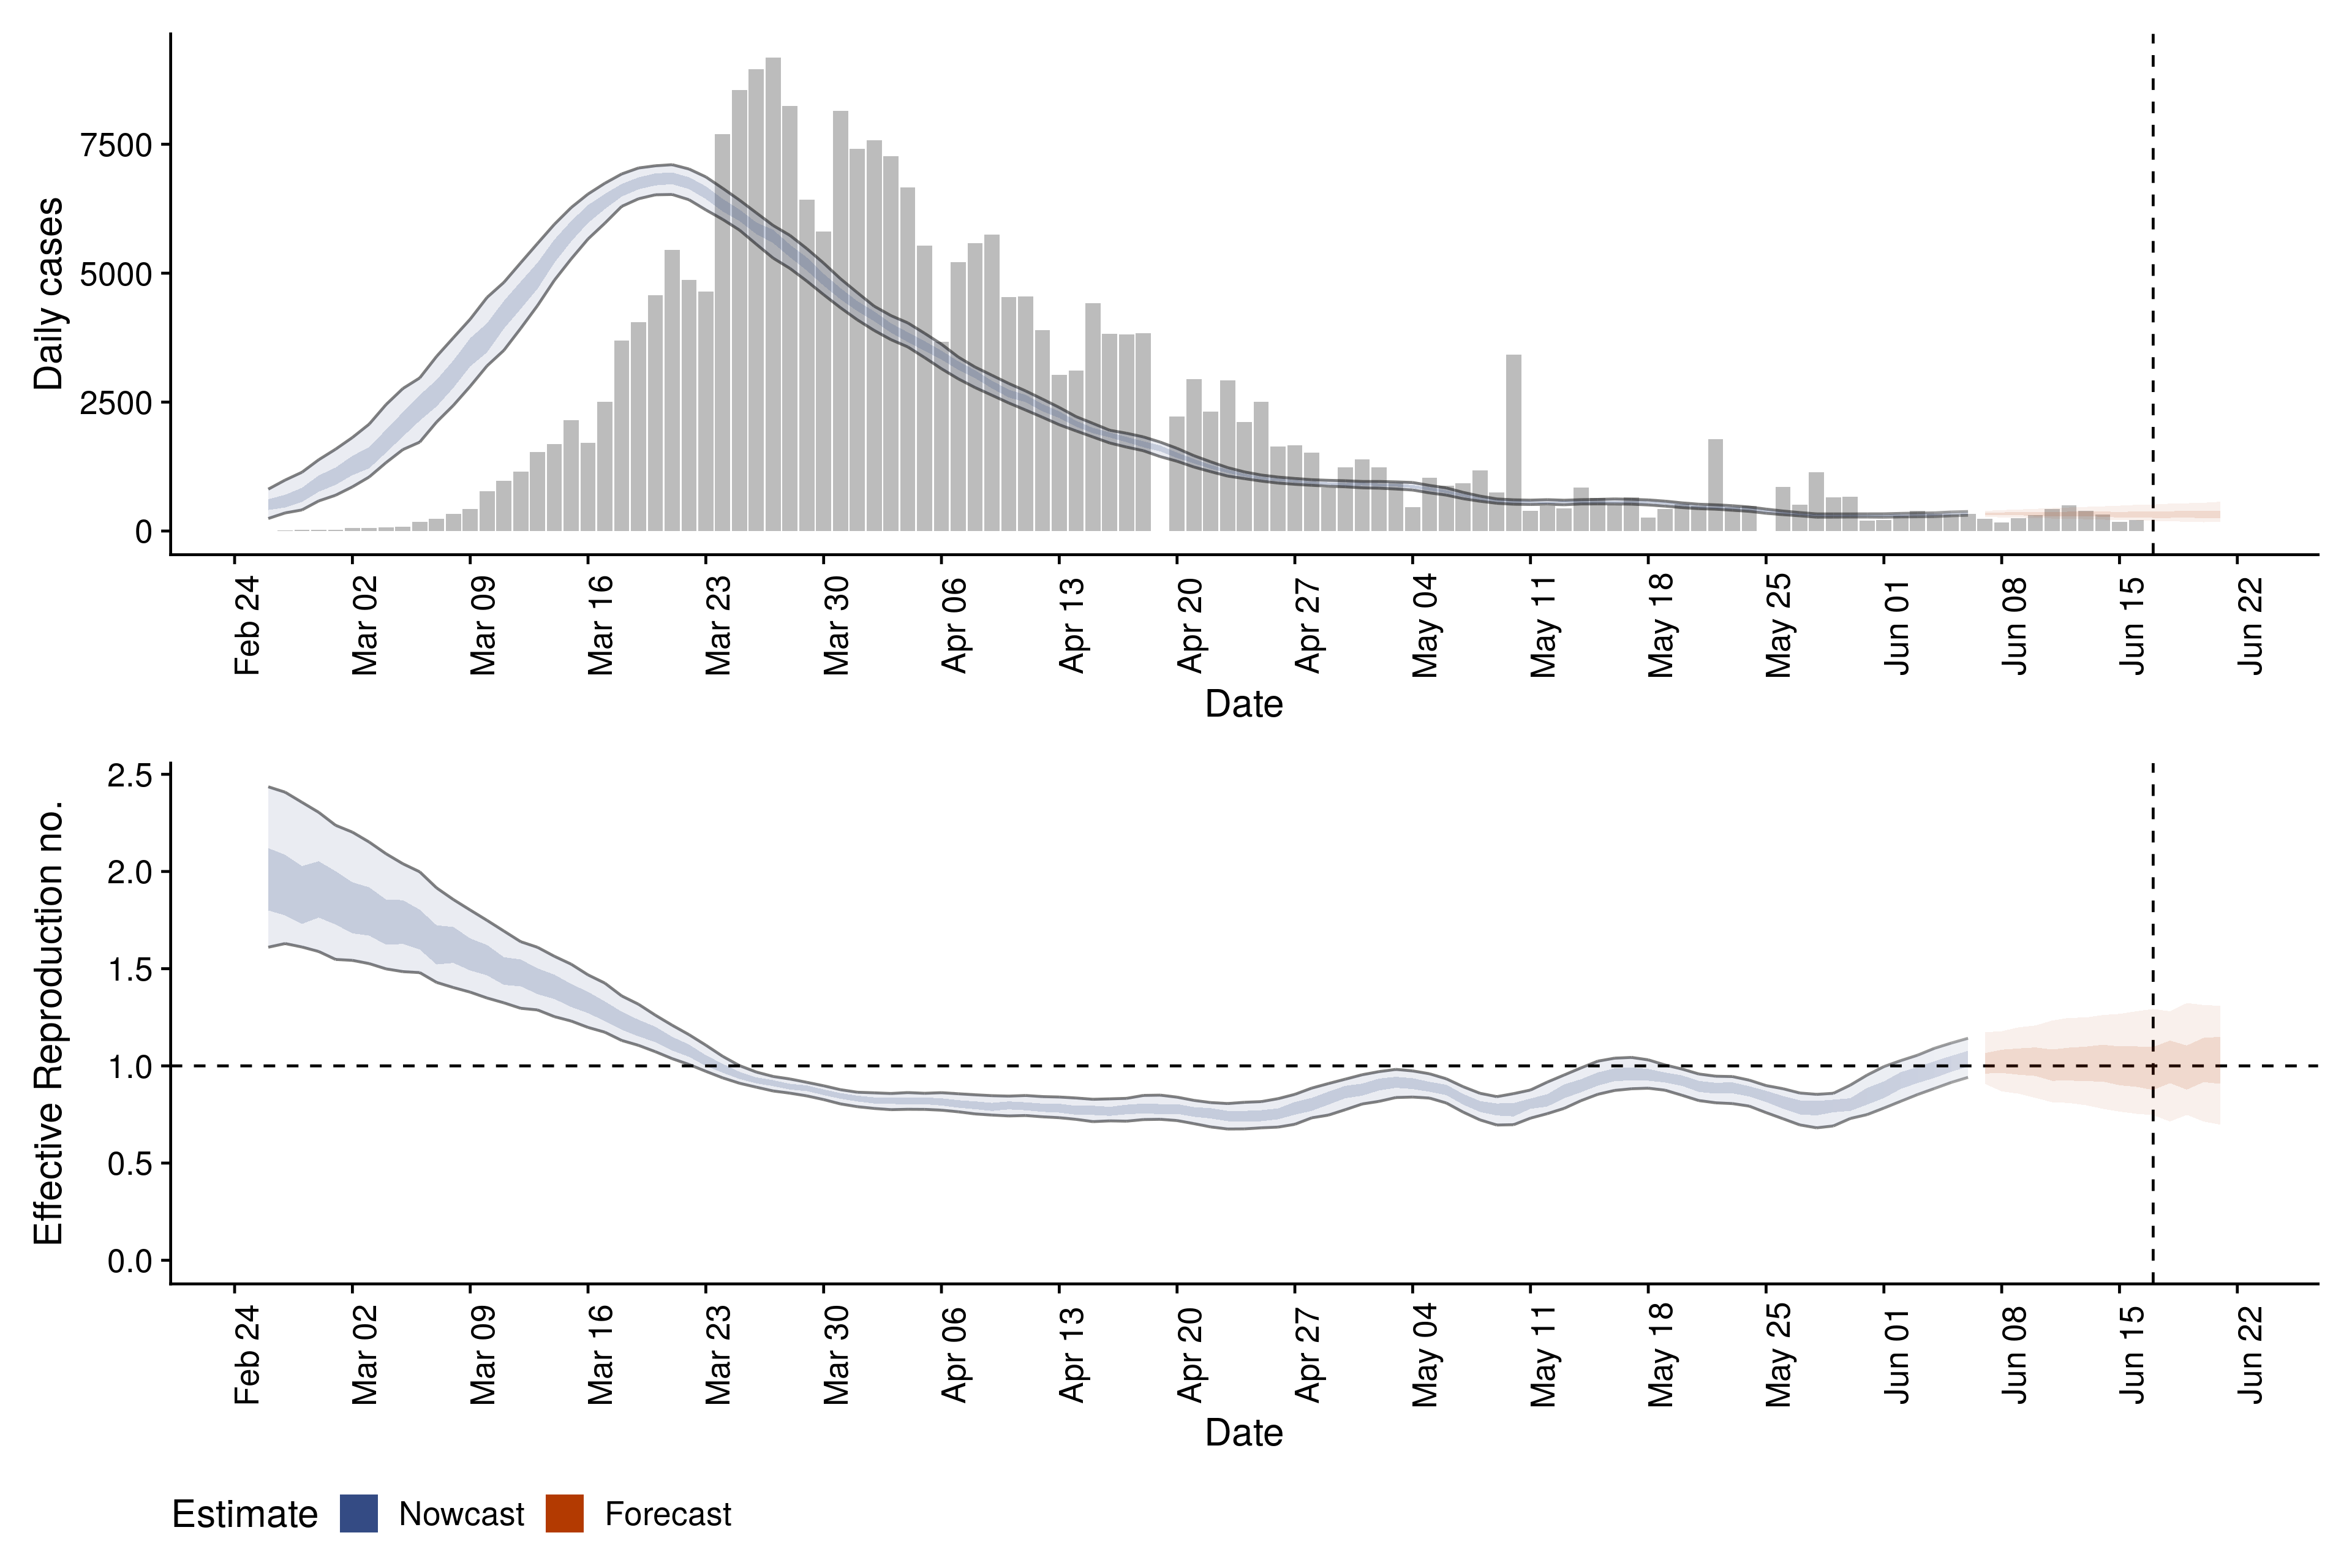 Daily cases
7500
5000
2500
0
Feb 24
Mar 02
Mar 09
Mar 16
Mar 23
Mar 30
Apr 06
Apr 13
Apr 20
Apr 27
May 04
May 11
May 18
May 25
Jun 01
Jun 08
Jun 15
Jun 22
Date
Effective Reproduction no.
2.5
2.0
1.5
1.0
0.5
0.0
Feb 24
Mar 02
Mar 09
Mar 16
Mar 23
Mar 30
Apr 06
Apr 13
Apr 20
Apr 27
May 04
May 11
May 18
May 25
Jun 01
Jun 08
Jun 15
Jun 22
Date
Estimate Nowcast Forecast